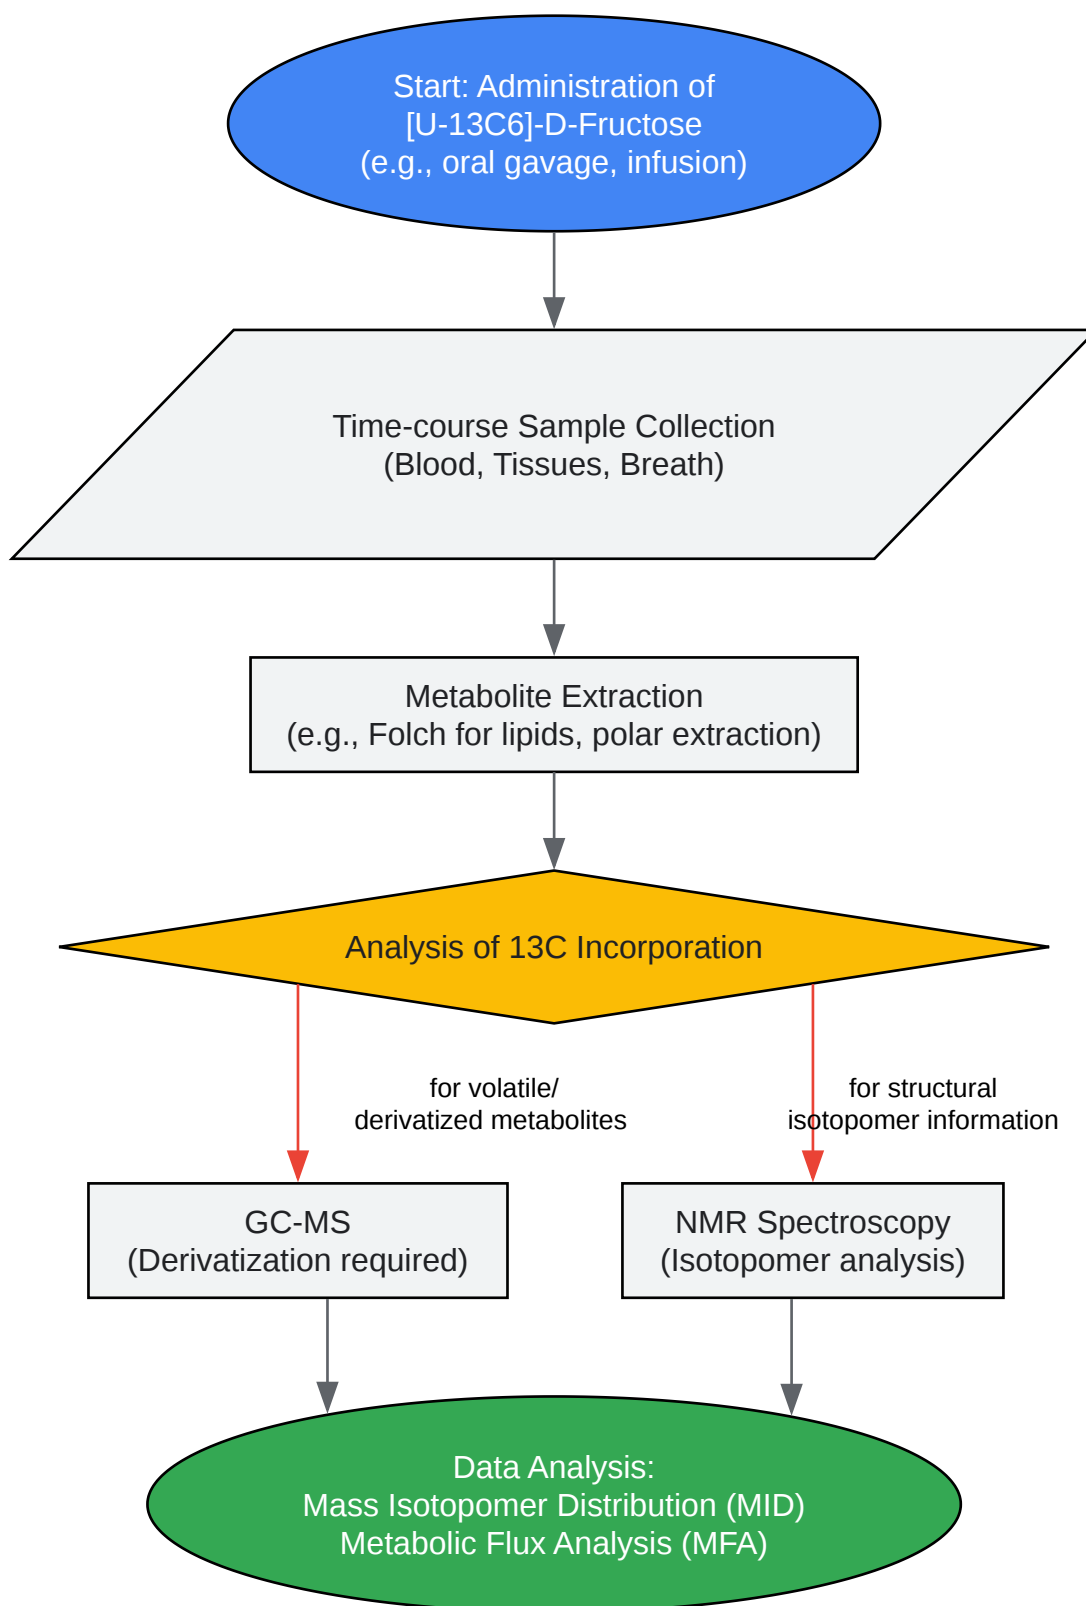 Start: Administration of
[U-13C6]-D-Fructose
(e.g., oral gavage, infusion)
Time-course Sample Collection
(Blood, Tissues, Breath)
Metabolite Extraction
(e.g., Folch for lipids, polar extraction)
Analysis of 13C Incorporation
for volatile/
derivatized metabolites
for structural
isotopomer information
GC-MS
(Derivatization required)
NMR Spectroscopy
(Isotopomer analysis)
Data Analysis:
Mass Isotopomer Distribution (MID)
Metabolic Flux Analysis (MFA)